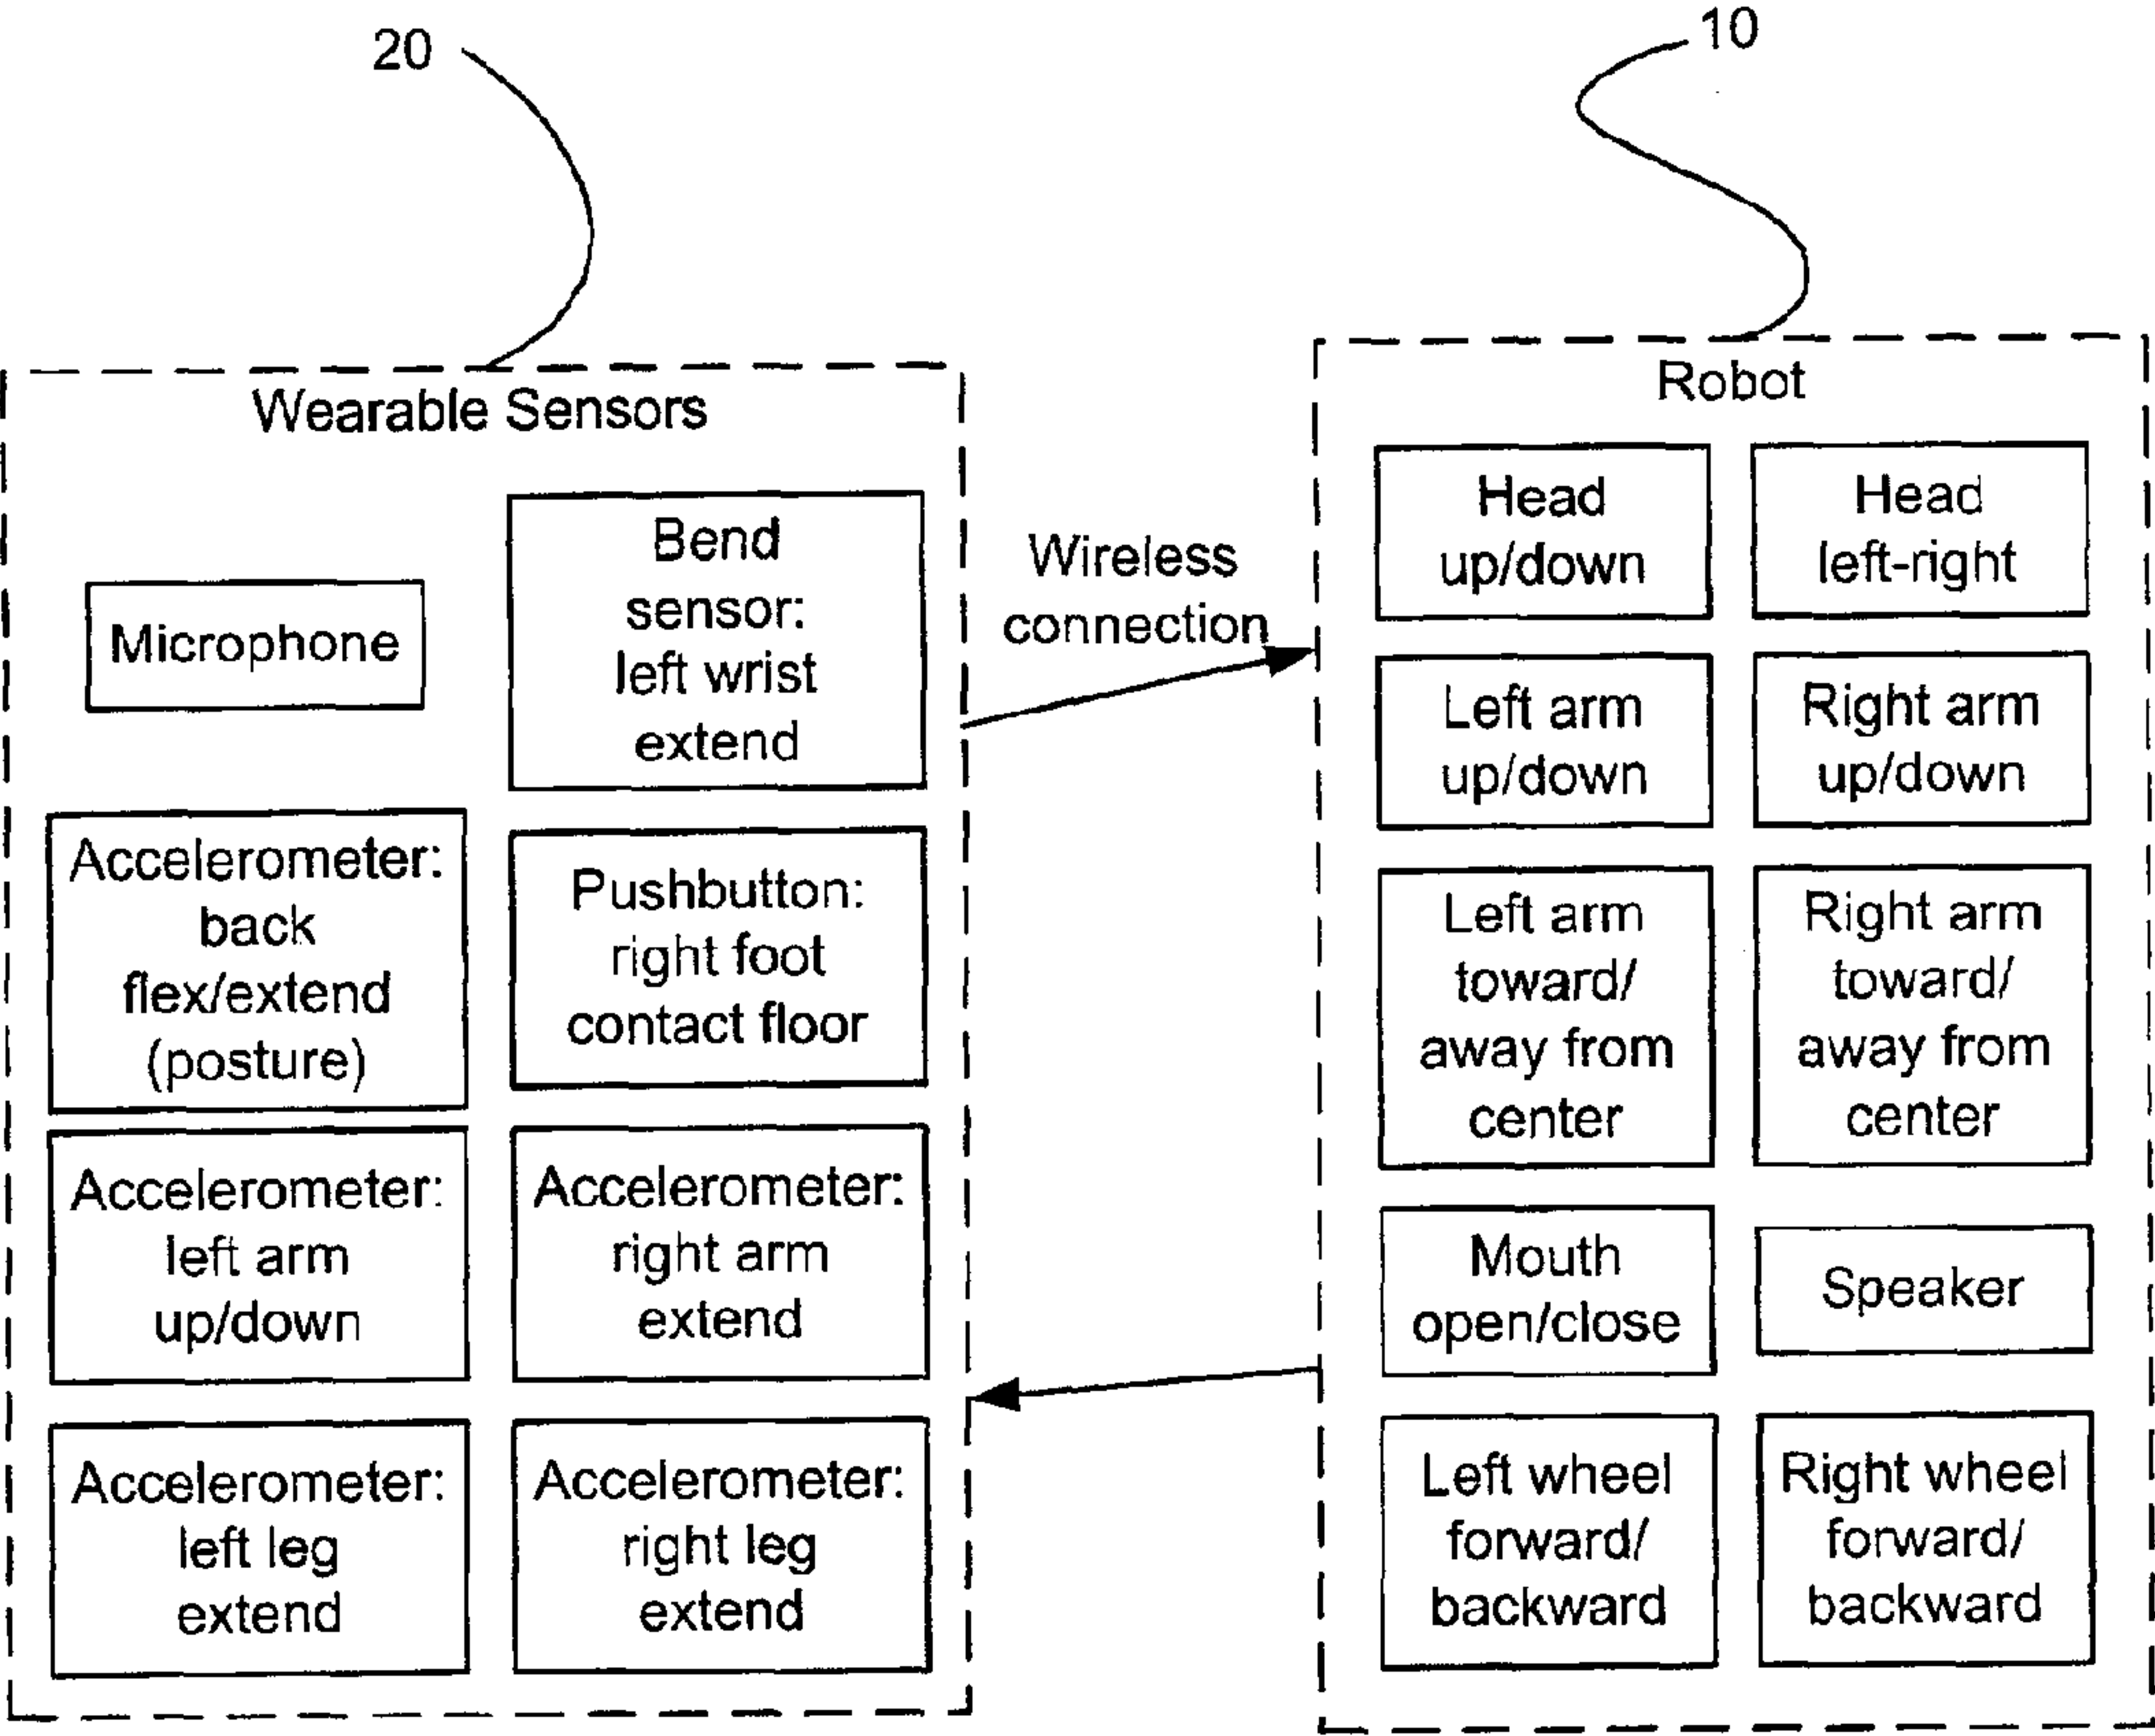 20
10
Wearable Sensors
Microphone
Bend
sensor:
left wrist
extend
Accelerometer:
back
flex/extend
(posture)
Pushbutton:
right foot
contact floor
Accelerometer:
left arm
up/down
Accelerometer:
right arm
extend
Accelerometer:
left leg
extend
Accelerometer:
right leg
extend
Wireless
connection
Robot
Head
up/down
Head
left-right
Left arm
up/down
Right arm
up/down
Left arm
toward/
away from
center
Right arm
toward/
away from
center
Mouth
open/close
Speaker
Left wheel
forward/
backward
Right wheel
forward/
backward